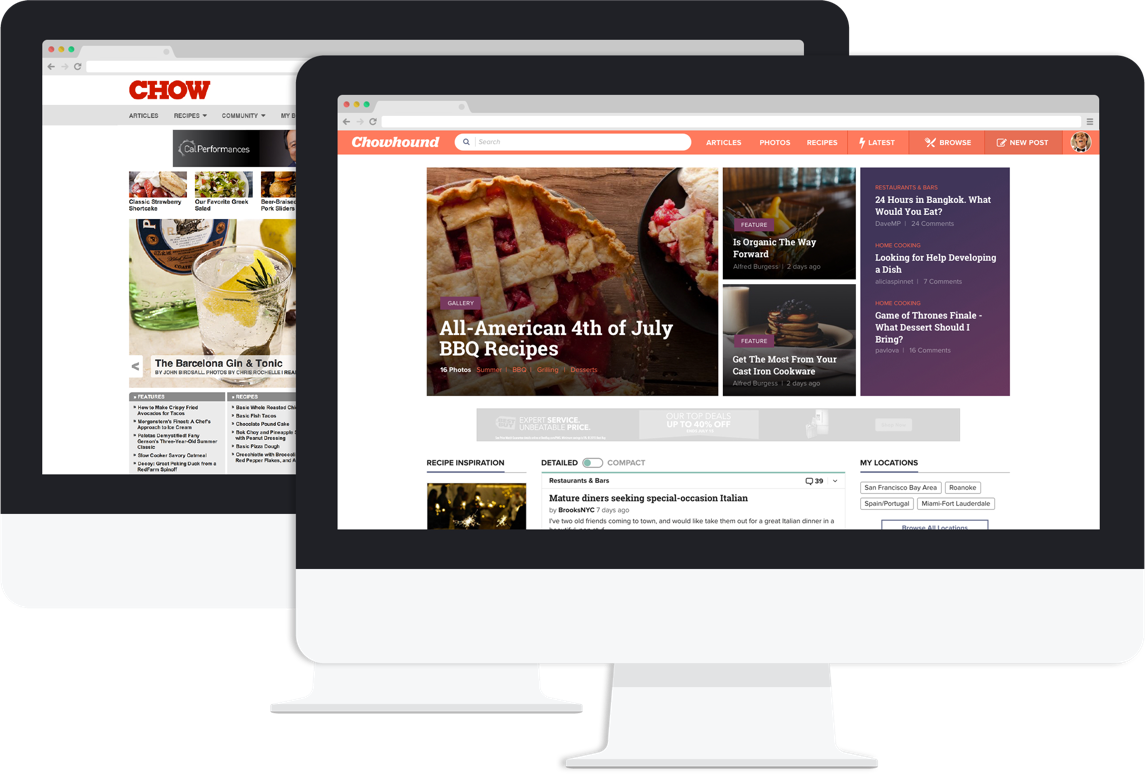 CHOW
ARTICLES
RECIPES
COMMUNITY
MY B
CalPerformances
Classic Strawberry
Shortcake
Our Favorite Greek
Salad
Beer-Braised
Pork Sliders
The Barcelona Gin & Tonic
BY JOHN BIRDSALL, PHOTOS BY CHRIS ROCHELLE | REA
FEATURES
How to Make Crispy Fried
Avocados for Tacos
Morgenstern's Finest: A Chef's
Approach to Ice Cream
Paletas Demystified: Fany
Gerson's Three-Year-Old Summer
Classic
Slow Cooker Savory Oatmeal
Decoy: Great Peking Duck from a
RedFarm Spinoff
RECIPES
Basic Whole Roasted Chi
Basic Fish Tacos
Chocolate Pound Cake
Bok Choy and Pineapple S
with Peanut Dressing
Basic Pizza Dough
Orecchiette with Broccoli
Red Pepper Flakes, and A
Chowhound
Search
ARTICLES
PHOTOS
RECIPES
LATEST
BROWSE
NEW POST
GALLERY
All-American 4th of July
BBQ Recipes
16 Photos Summer | BBQ | Grilling | Desserts
FEATURE
Is Organic The Way
Forward
Alfred Burgess | 2 days ago
FEATURE
Get The Most From Your
Cast Iron Cookware
Alfred Burgess | 2 days ago
RESTAURANTS & BARS
24 Hours in Bangkok. What
Would You Eat?
DaveMP | 24 Comments
HOME COOKING
Looking for Help Developing
a Dish
aliciaspinnet | 7 Comments
HOME COOKING
Game of Thrones Finale -
What Dessert Should I
Bring?
pavlova | 16 Comments
EXPERT SERVICE.
UNBEATABLE PRICE.
OUR TOP DEALS
UP TO 40% OFF
RECIPE INSPIRATION
DETAILED
COMPACT
MY LOCATIONS
Restaurants & Bars
39
Mature diners seeking special-occasion Italian
by BrooksNYC 7 days ago
I've two old friends coming to town, and would like take them out for a great Italian dinner in a
San Francisco Bay Area
Roanoke
Spain/Portugal
Miami-Fort Lauderdale
Browse All Locations